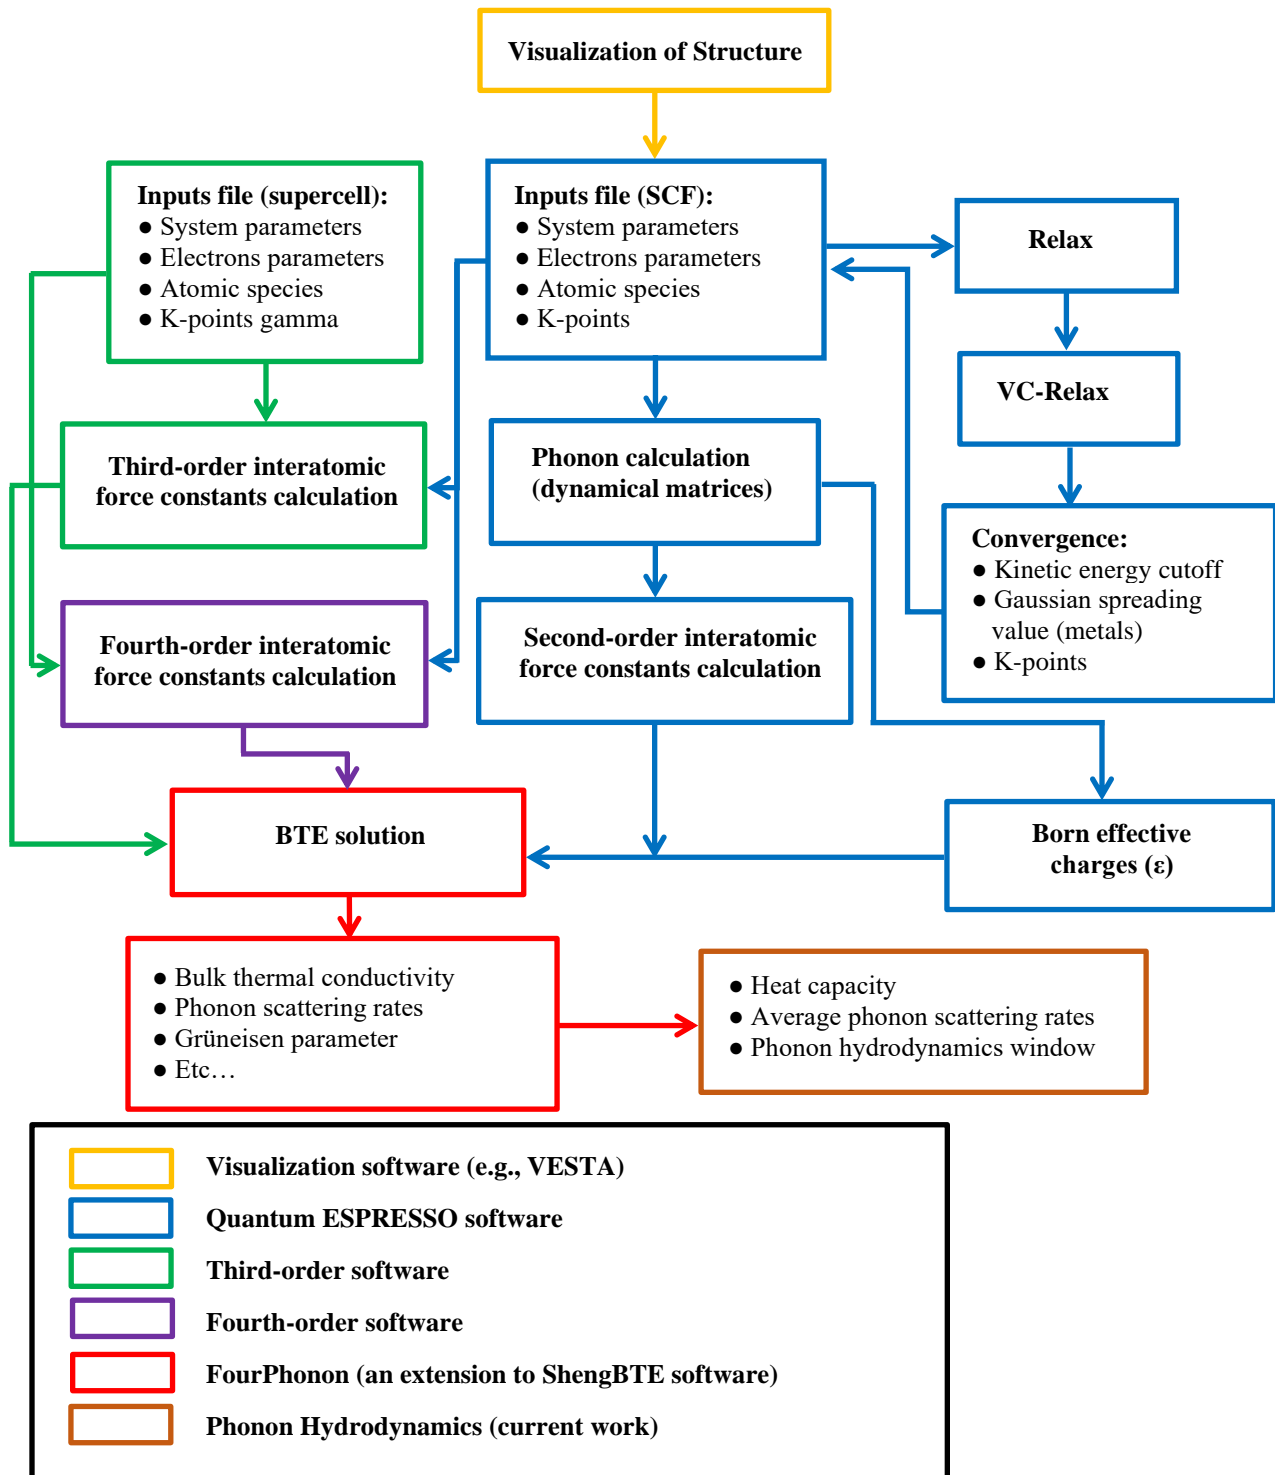 Visualization of Structure
Inputs file (supercell):
● System parameters
● Electrons parameters
● Atomic species
● K-points gamma
Inputs file (SCF):
● System parameters
● Electrons parameters
● Atomic species
● K-points
Relax
VC-Relax
Third-order interatomic
force constants calculation
Phonon calculation
(dynamical matrices)
Convergence:
● Kinetic energy cutoff
● Gaussian spreading
value (metals)
● K-points
Fourth-order interatomic
force constants calculation
Second-order interatomic
force constants calculation
BTE solution
Born effective
charges (ε)
● Bulk thermal conductivity
● Phonon scattering rates
● Grüneisen parameter
● Etc…
● Heat capacity
● Average phonon scattering rates
● Phonon hydrodynamics window
Visualization software (e.g., VESTA)
Quantum ESPRESSO software
Third-order software
Fourth-order software
FourPhonon (an extension to ShengBTE software)
Phonon Hydrodynamics (current work)